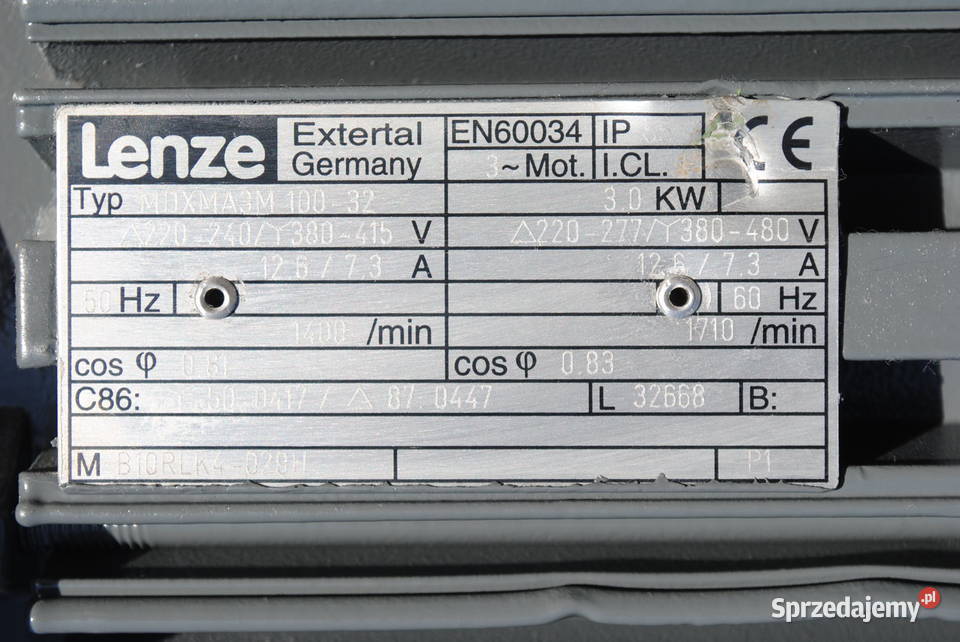 Lenze
Extertal
Germany
EN60034 IP
3~ Mot. I.CL.
CE
Typ MDXMA3M 100-32 3.0 KW
△220-240/Y380-415 V △220-277/Y380-480 V
12.6 / 7.3 A 12.6 / 7.3 A
50 Hz 60 Hz
1400 /min 1710 /min
cos φ 0.81 cos φ 0.83
C86: 0417 / △ 87: 0447 L 32668 B:
M P1
Sprzedajemy.pl